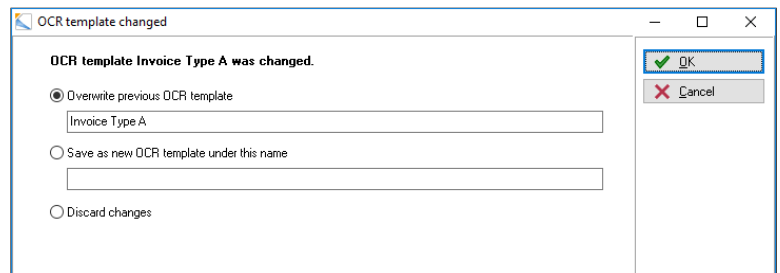 OCR template changed
OCR template Invoice Type A was changed.
OK
Overwrite previous OCR template
Cancel
Invoice Type A
Save as new OCR template under this name
Discard changes